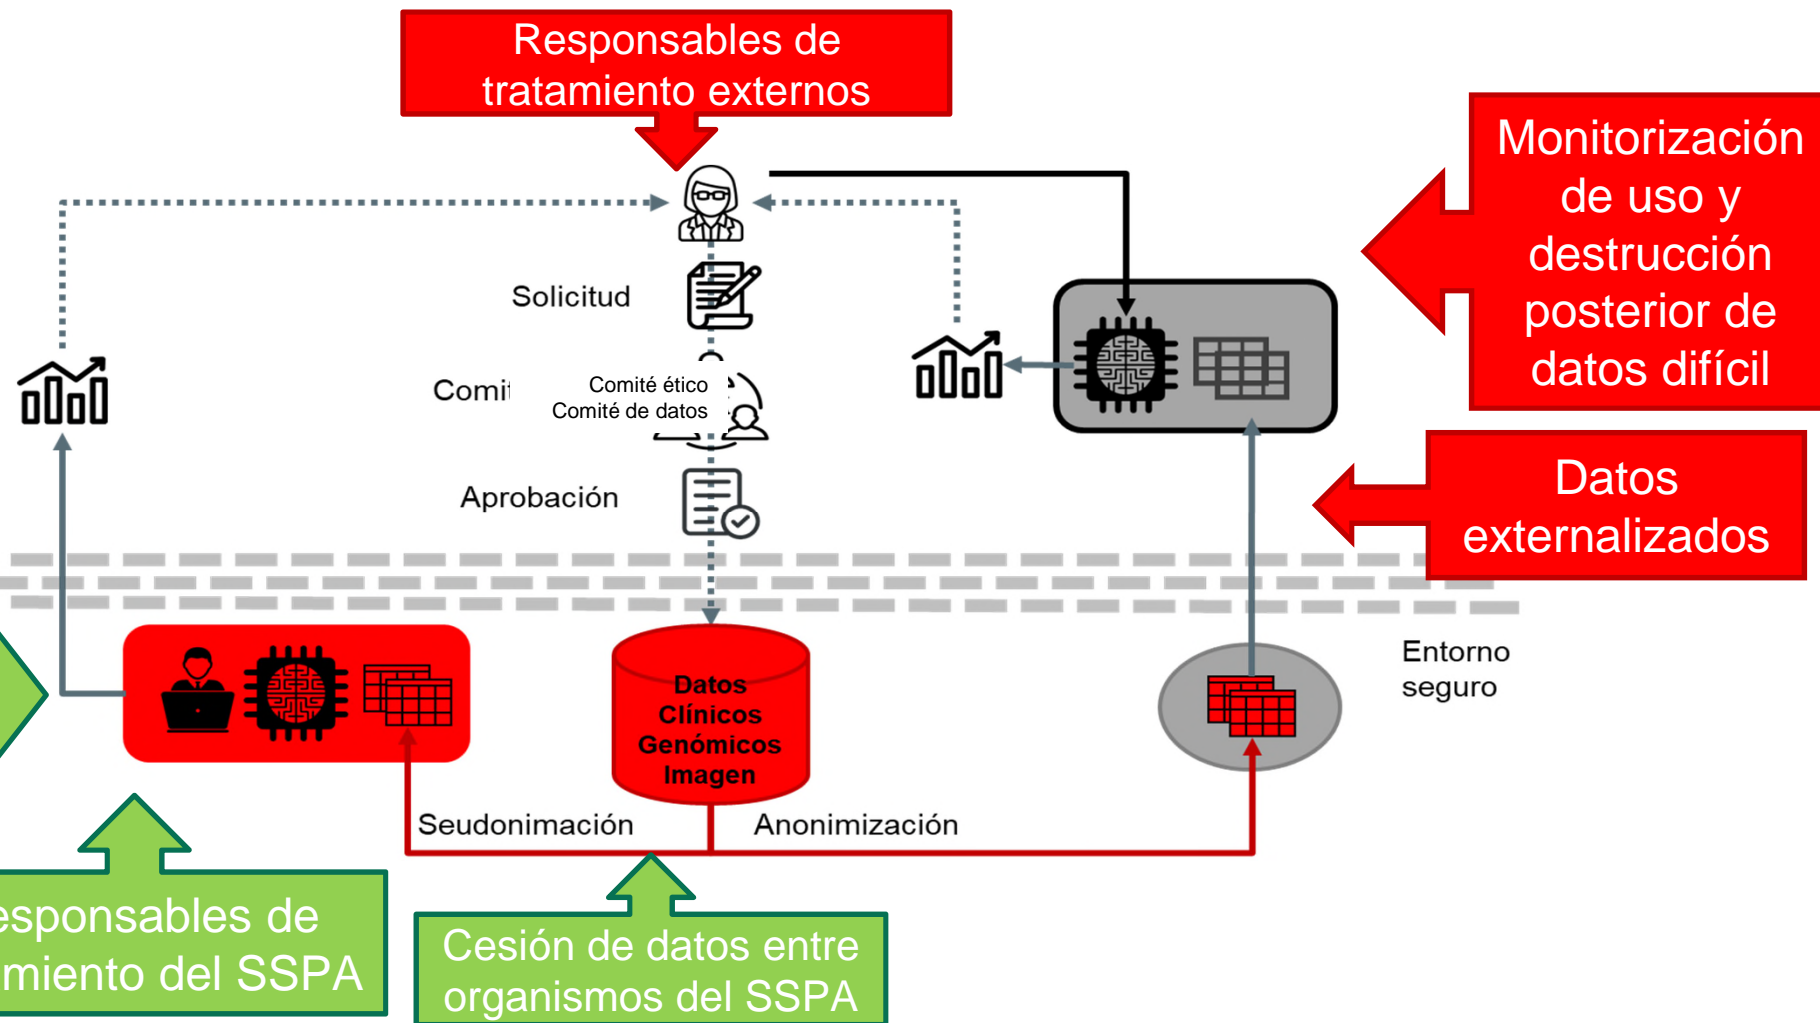 Responsables de
tratamiento externos
Monitorización
de uso y
destrucción
posterior de
datos difícil
Solicitud
Comité ético
Comité de datos
Aprobación
Datos
externalizados
Entorno
seguro
Datos
Clínicos
Genómicos
Imagen
Seudonimación
Anonimización
esponsables de
miento del SSPA
Cesión de datos entre
organismos del SSPA